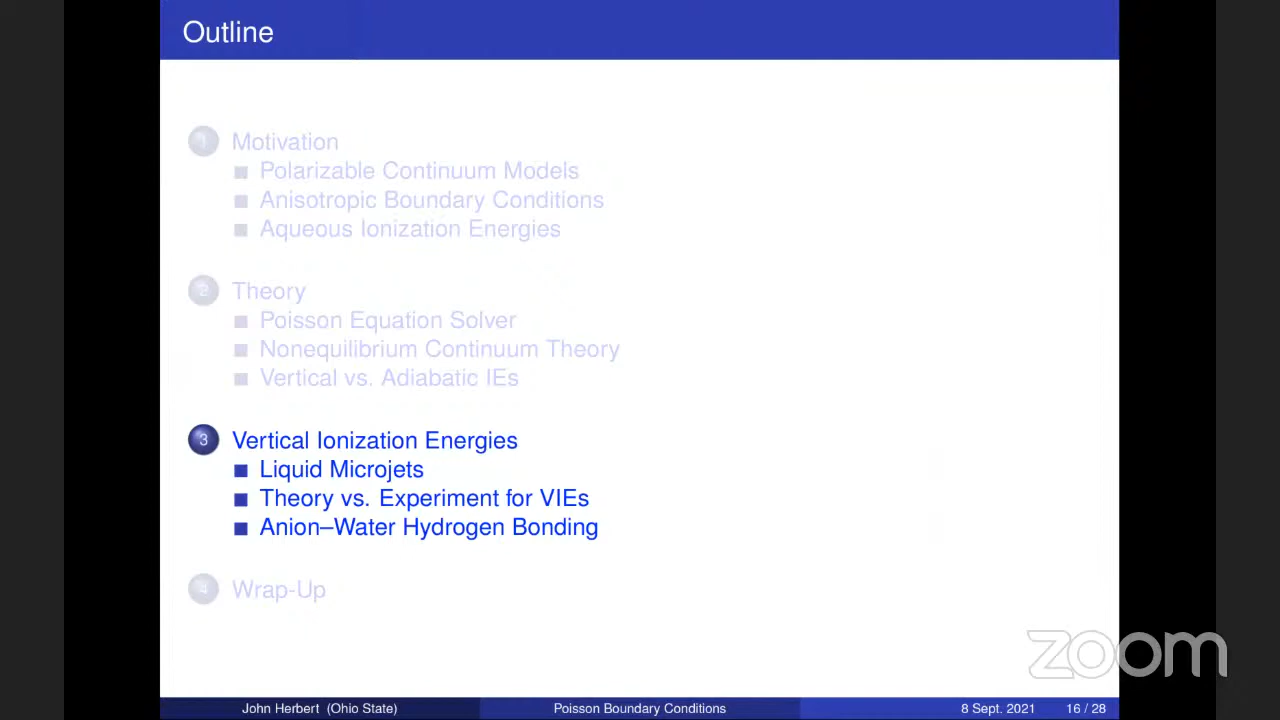 Outline
1 Motivation
Polarizable Continuum Models
Anisotropic Boundary Conditions
Aqueous Ionization Energies
2 Theory
Poisson Equation Solver
Nonequilibrium Continuum Theory
Vertical vs. Adiabatic IEs
3 Vertical Ionization Energies
Liquid Microjets
Theory vs. Experiment for VIEs
Anion–Water Hydrogen Bonding
4 Wrap-Up
zoom
John Herbert (Ohio State) Poisson Boundary Conditions 8 Sept. 2021 16 / 28